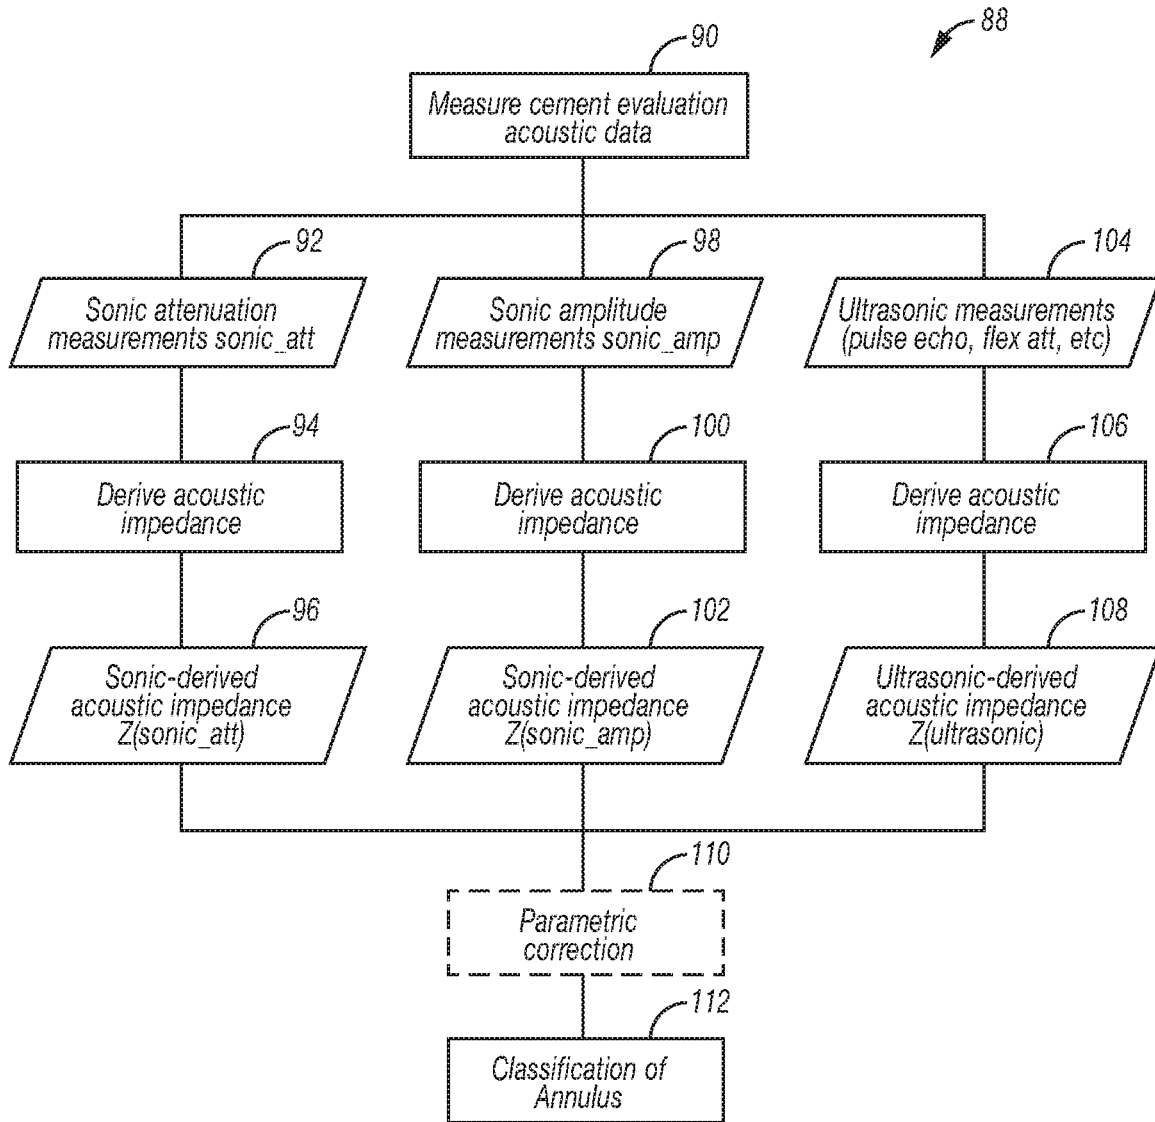 88
90
Measure cement evaluation
acoustic data
92
Sonic attenuation
measurements sonic_att
98
Sonic amplitude
measurements sonic_amp
104
Ultrasonic measurements
(pulse echo, flex att, etc)
94
Derive acoustic
impedance
100
Derive acoustic
impedance
106
Derive acoustic
impedance
96
Sonic-derived
acoustic impedance
Z(sonic_att)
102
Sonic-derived
acoustic impedance
Z(sonic_amp)
108
Ultrasonic-derived
acoustic impedance
Z(ultrasonic)
110
Parametric
correction
112
Classification of
Annulus